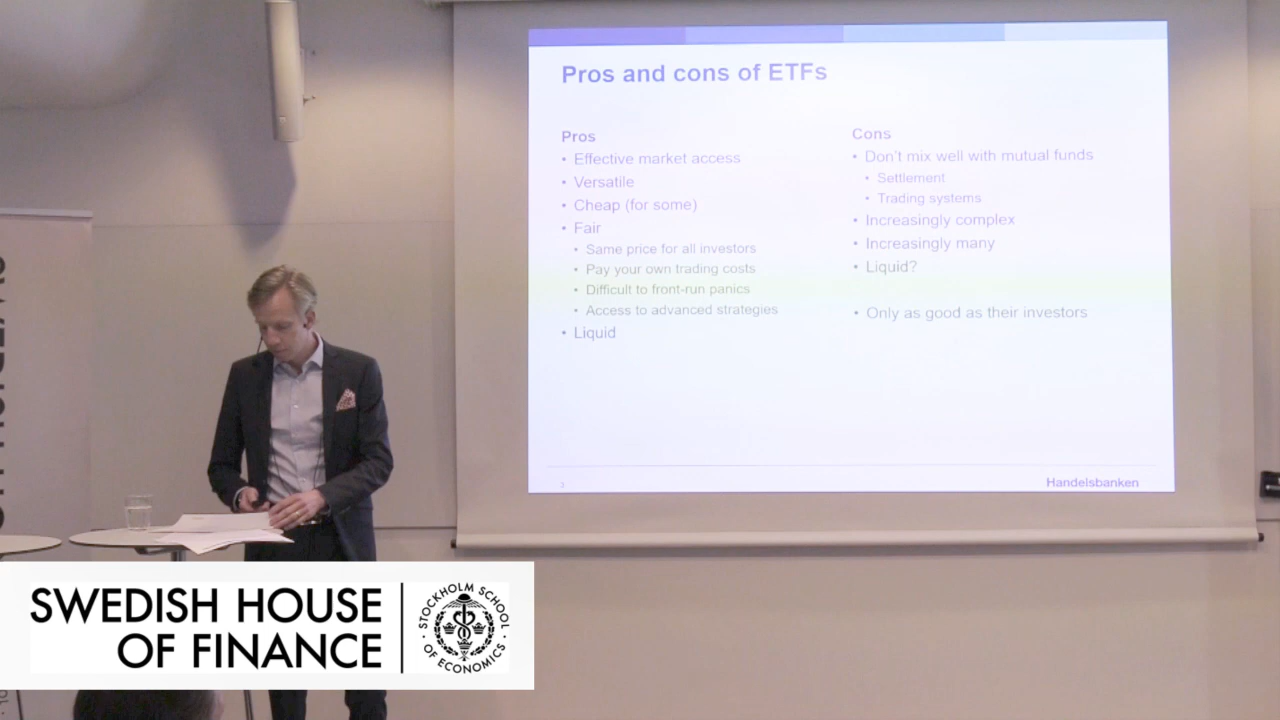 Pros and cons of ETFs
Pros
• Effective market access
• Versatile
• Cheap (for some)
• Fair
• Same price for all investors
• Pay your own trading costs
• Difficult to front-run panics
• Access to advanced strategies
• Liquid
Cons
• Don't mix well with mutual funds
• Settlement
• Trading systems
• Increasingly complex
• Increasingly many
• Liquid?
• Only as good as their investors
Handelsbanken
SWEDISH HOUSE
OF FINANCE
STOCKHOLM SCHOOL
· OF ECONOMICS ·